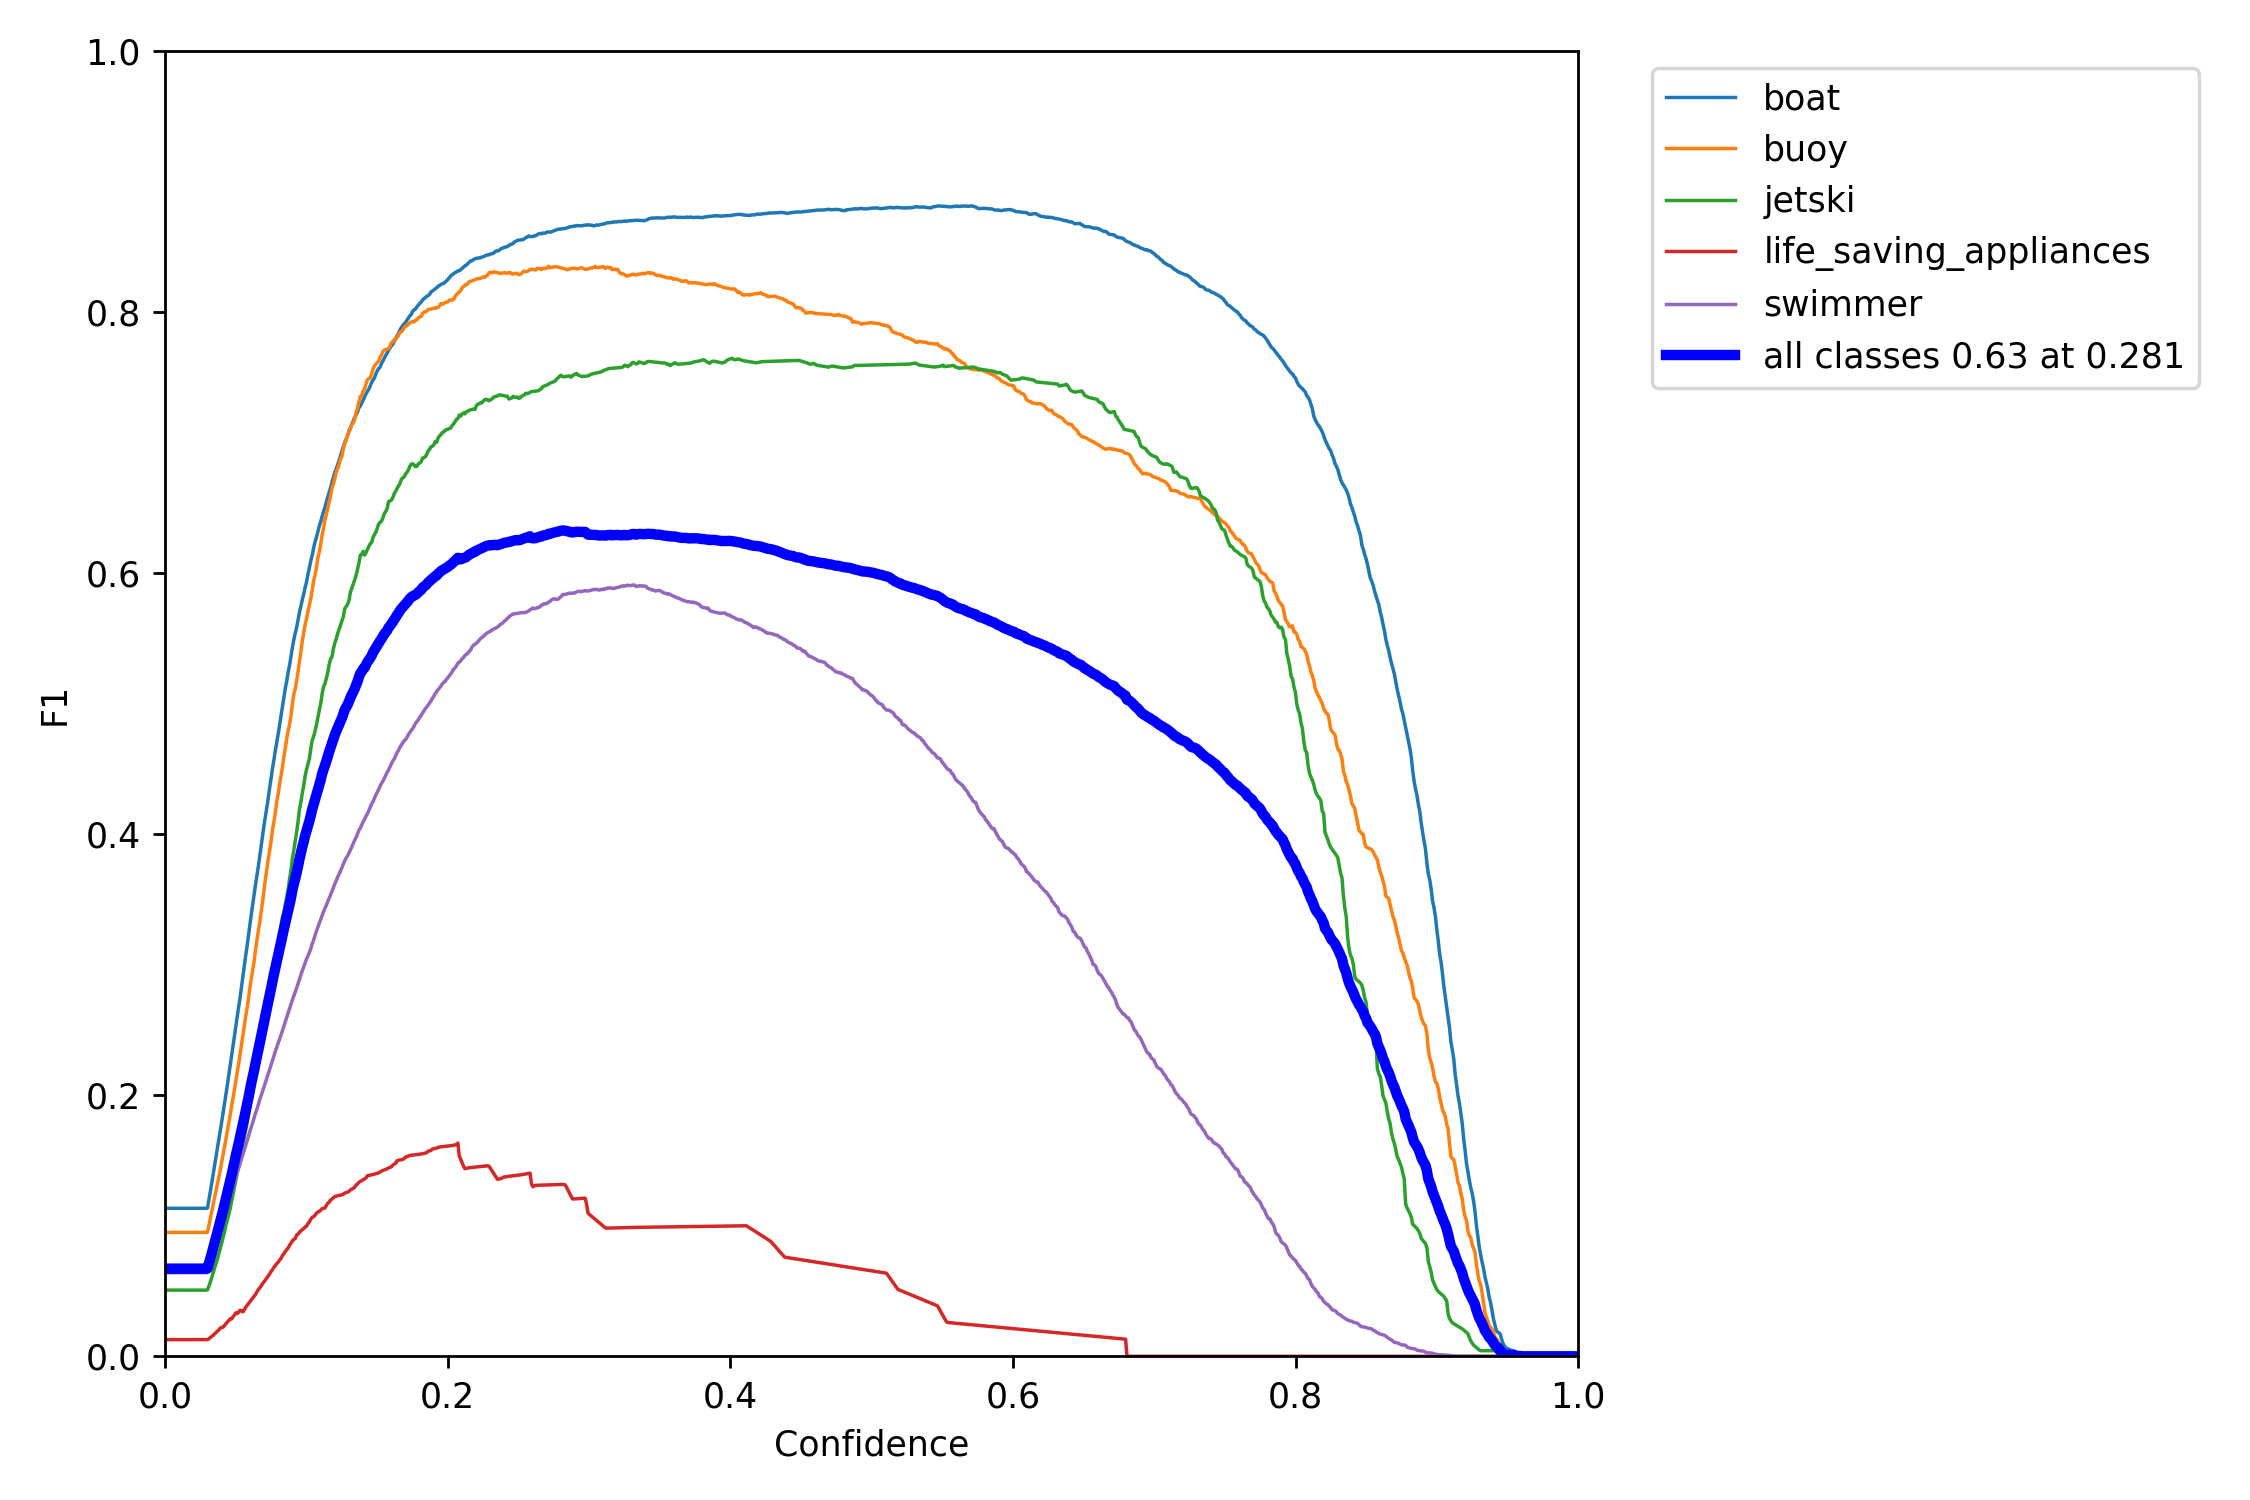 1.0
0.8
0.6
0.4
0.2
0.0
F1
0.0 0.2 0.4 0.6 0.8 1.0
Confidence
boat
buoy
jetski
life_saving_appliances
swimmer
all classes 0.63 at 0.281